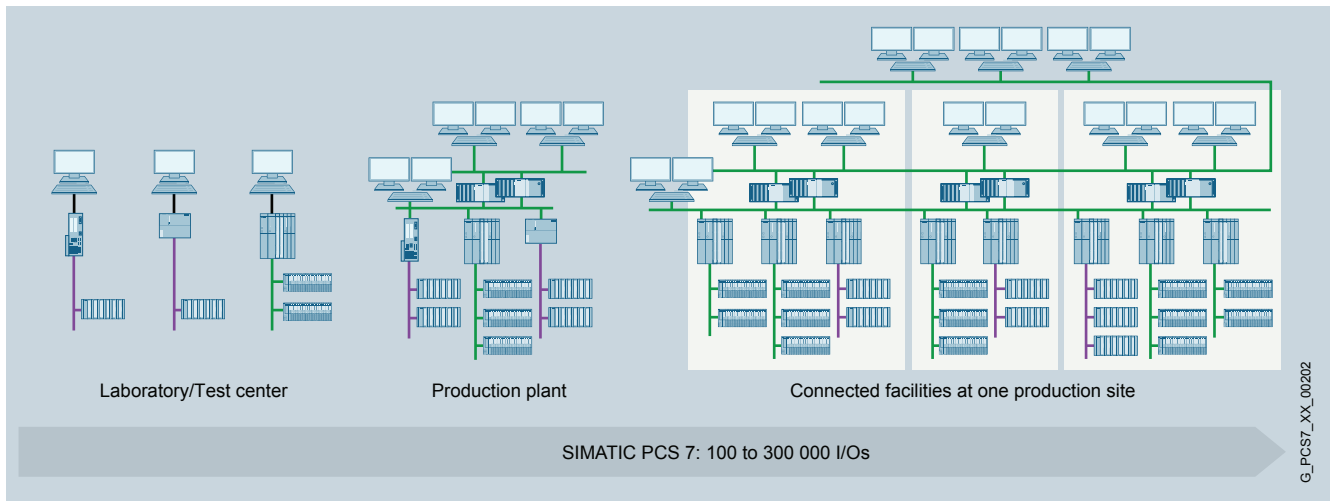 Laboratory/Test center
Production plant
Connected facilities at one production site
SIMATIC PCS 7: 100 to 300 000 I/Os
G_PCS7_XX_00202